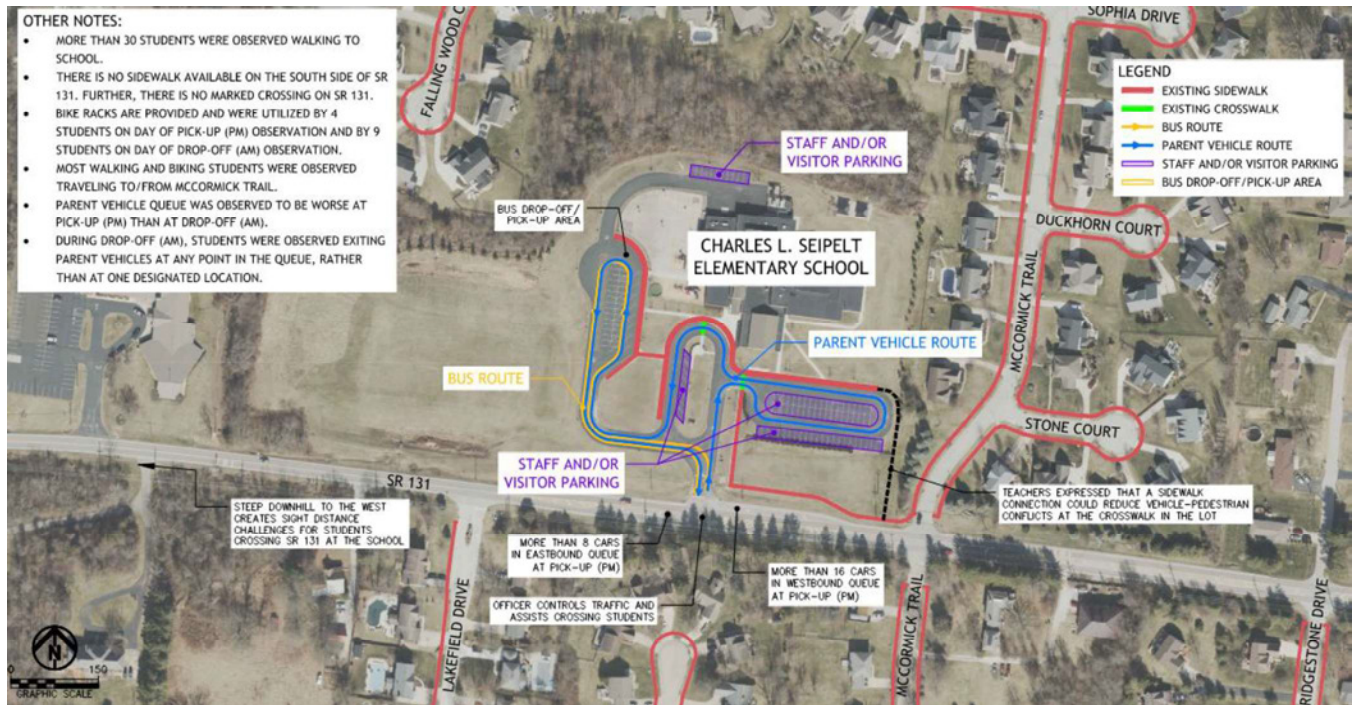 OTHER NOTES:
• MORE THAN 30 STUDENTS WERE OBSERVED WALKING TO
SCHOOL.
• THERE IS NO SIDEWALK AVAILABLE ON THE SOUTH SIDE OF SR
131. FURTHER, THERE IS NO MARKED CROSSING ON SR 131.
• BIKE RACKS ARE PROVIDED AND WERE UTILIZED BY 4
STUDENTS ON DAY OF PICK-UP (PM) OBSERVATION AND BY 9
STUDENTS ON DAY OF DROP-OFF (AM) OBSERVATION.
• MOST WALKING AND BIKING STUDENTS WERE OBSERVED
TRAVELING TO/FROM MCCORMICK TRAIL.
• PARENT VEHICLE QUEUE WAS OBSERVED TO BE WORSE AT
PICK-UP (PM) THAN AT DROP-OFF (AM).
• DURING DROP-OFF (AM), STUDENTS WERE OBSERVED EXITING
PARENT VEHICLES AT ANY POINT IN THE QUEUE, RATHER
THAN AT ONE DESIGNATED LOCATION.
FALLING WOOD C
SOPHIA DRIVE
LEGEND
EXISTING SIDEWALK
EXISTING CROSSWALK
BUS ROUTE
PARENT VEHICLE ROUTE
STAFF AND/OR VISITOR PARKING
BUS DROP-OFF/PICK-UP AREA
STAFF AND/OR
VISITOR PARKING
BUS DROP-OFF/
PICK-UP AREA
CHARLES L. SEIPELT
ELEMENTARY SCHOOL
DUCKHORN COURT
MCCORMICK TRAIL
PARENT VEHICLE ROUTE
BUS ROUTE
STONE COURT
STAFF AND/OR
VISITOR PARKING
SR 131
STEEP DOWNHILL TO THE WEST
CREATES SIGHT DISTANCE
CHALLENGES FOR STUDENTS
CROSSING SR 131 AT THE SCHOOL
TEACHERS EXPRESSED THAT A SIDEWALK
CONNECTION COULD REDUCE VEHICLE-PEDESTRIAN
CONFLICTS AT THE CROSSWALK IN THE LOT
MORE THAN 8 CARS
IN EASTBOUND QUEUE
AT PICK-UP (PM)
MORE THAN 16 CARS
IN WESTBOUND QUEUE
AT PICK-UP (PM)
OFFICER CONTROLS TRAFFIC AND
ASSISTS CROSSING STUDENTS
LAKEFIELD DRIVE
MCCORMICK TRAIL
RIDGESTONE DRIVE
N
0 150
GRAPHIC SCALE